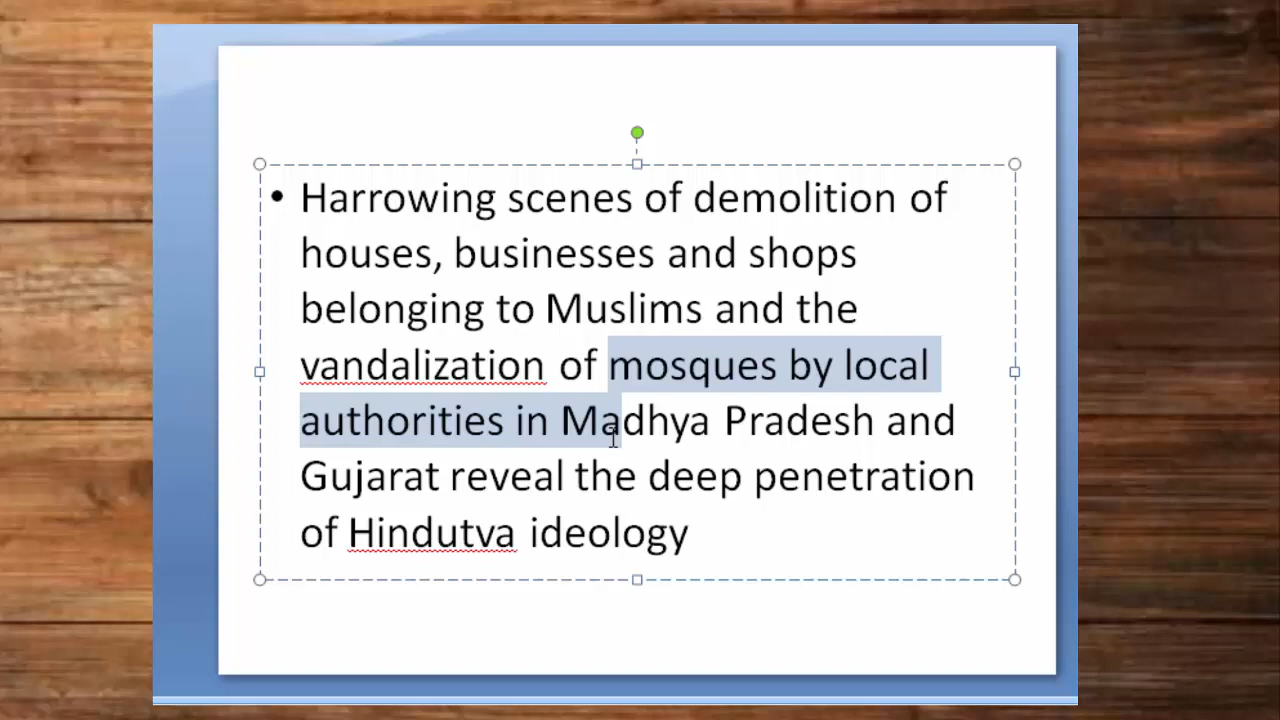 • Harrowing scenes of demolition of
houses, businesses and shops
belonging to Muslims and the
vandalization of mosques by local
authorities in Madhya Pradesh and
Gujarat reveal the deep penetration
of Hindutva ideology